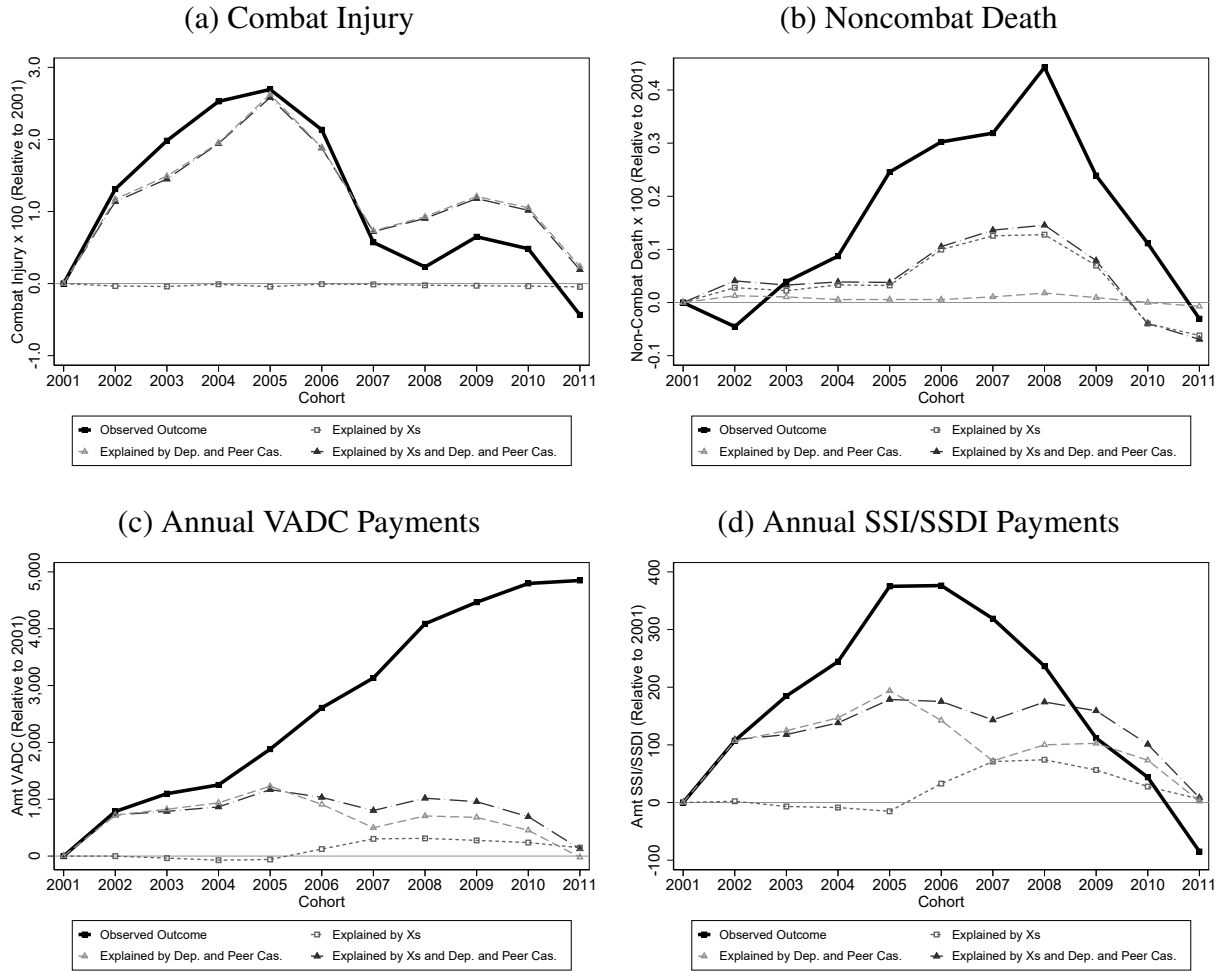 (a) Combat Injury
Combat Injury x 100 (Relative to 2001)
3.0
2.0
1.0
0.0
-1.0
2001 2002 2003 2004 2005 2006 2007 2008 2009 2010 2011
Cohort
Observed Outcome
Explained by Xs
Explained by Dep. and Peer Cas.
Explained by Xs and Dep. and Peer Cas.
(b) Noncombat Death
Non-Combat Death x 100 (Relative to 2001)
0.4
0.3
0.2
0.1
0.0
-0.1
2001 2002 2003 2004 2005 2006 2007 2008 2009 2010 2011
Cohort
Observed Outcome
Explained by Xs
Explained by Dep. and Peer Cas.
Explained by Xs and Dep. and Peer Cas.
(c) Annual VADC Payments
Amt VADC (Relative to 2001)
5,000
4,000
3,000
2,000
1,000
0
2001 2002 2003 2004 2005 2006 2007 2008 2009 2010 2011
Cohort
Observed Outcome
Explained by Xs
Explained by Dep. and Peer Cas.
Explained by Xs and Dep. and Peer Cas.
(d) Annual SSI/SSDI Payments
Amt SSI/SSDI (Relative to 2001)
400
300
200
100
0
-100
2001 2002 2003 2004 2005 2006 2007 2008 2009 2010 2011
Cohort
Observed Outcome
Explained by Xs
Explained by Dep. and Peer Cas.
Explained by Xs and Dep. and Peer Cas.